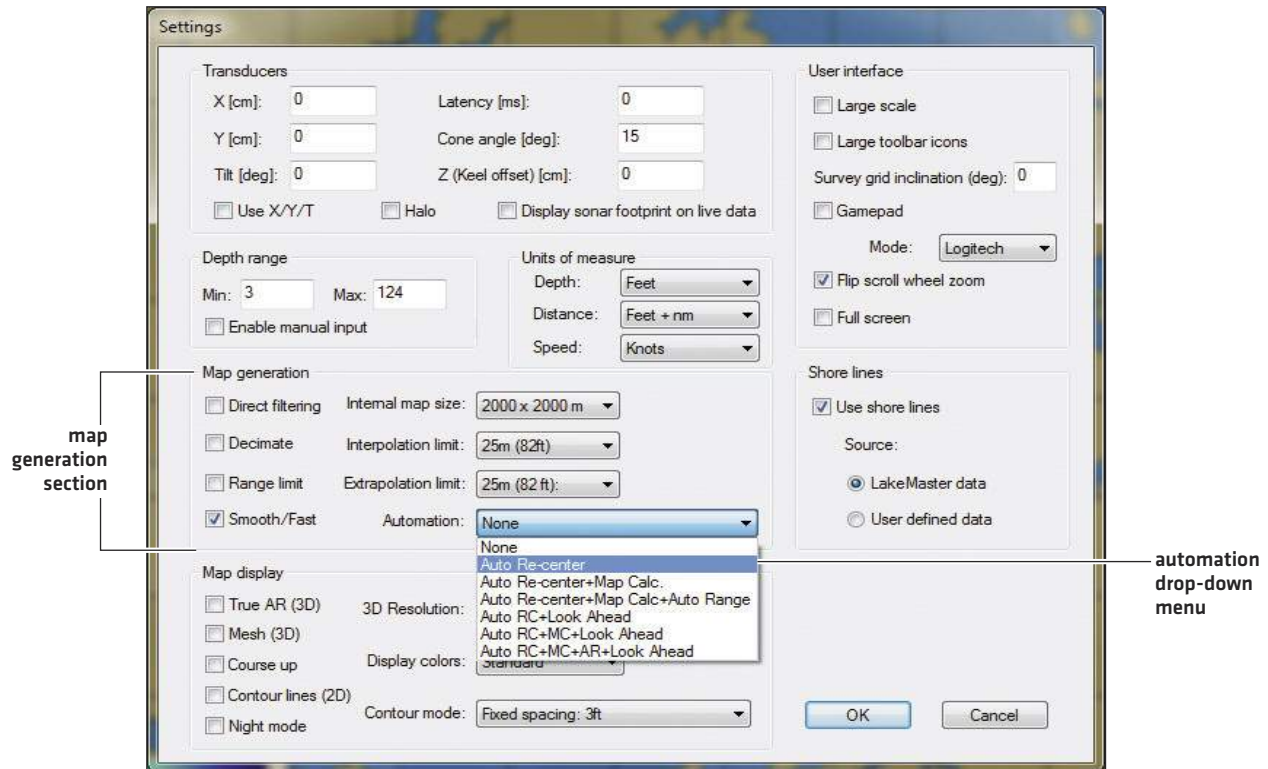 Settings
Transducers
X [cm]: 0
Latency [ms]: 0
Y [cm]: 0
Cone angle [deg]: 15
Tilt [deg]: 0
Z (Keel offset) [cm]: 0
Use X/Y/T
Halo
Display sonar footprint on live data
Depth range
Min: 3
Max: 124
Enable manual input
Units of measure
Depth: Feet
Distance: Feet + nm
Speed: Knots
User interface
Large scale
Large toolbar icons
Survey grid inclination (deg): 0
Gamepad
Mode: Logitech
Flip scroll wheel zoom
Full screen
map
generation
section
Map generation
Direct filtering
Internal map size: 2000 x 2000 m
Decimate
Interpolation limit: 25m (82ft)
Range limit
Extrapolation limit: 25m (82 ft):
Smooth/Fast
Automation: None
None
Auto Re-center
Auto Re-center+Map Calc.
Auto Re-center+Map Calc+Auto Range
Auto RC+Look Ahead
Auto RC+MC+Look Ahead
Auto RC+MC+AR+Look Ahead
automation
drop-down
menu
Shore lines
Use shore lines
Source:
LakeMaster data
User defined data
Map display
True AR (3D)
3D Resolution:
Mesh (3D)
Course up
Display colors: Standard
Contour lines (2D)
Night mode
Contour mode: Fixed spacing: 3ft
OK
Cancel